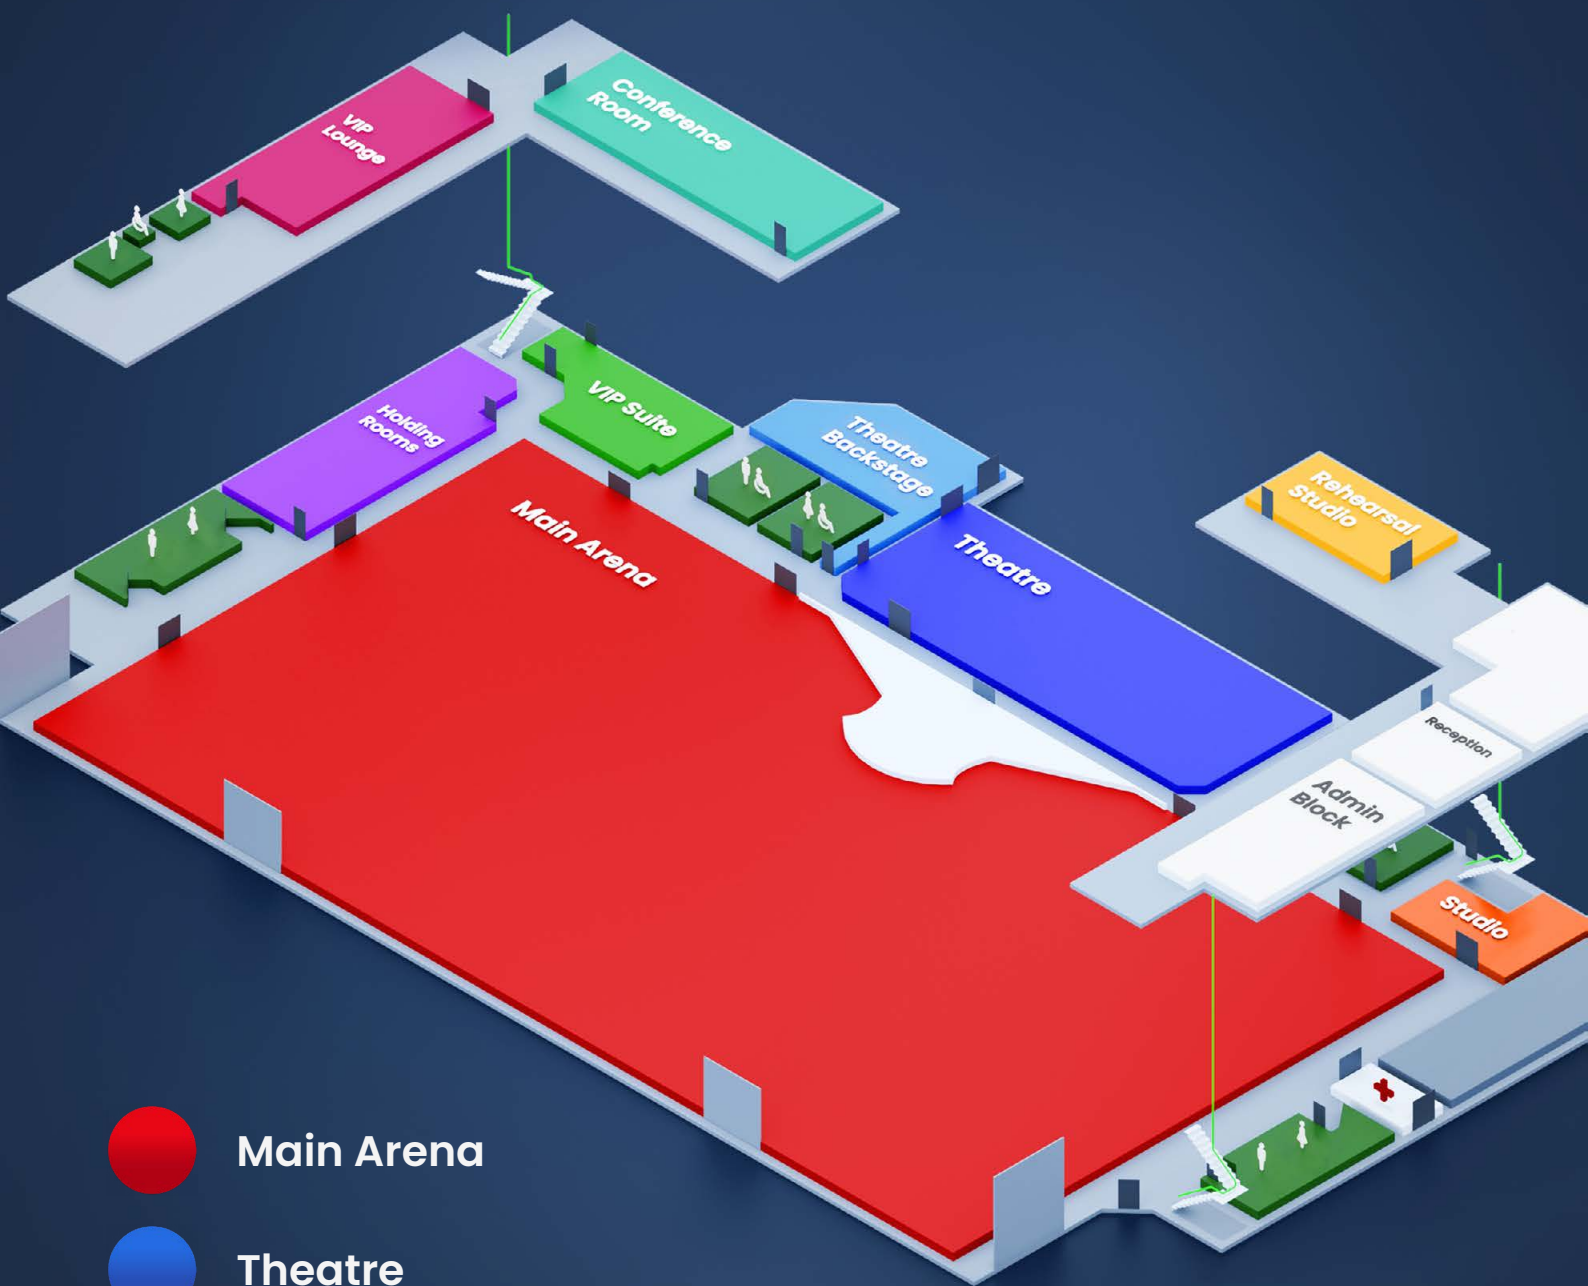 Conference
Room
VIP
Lounge
VIP Suite
Holding
Rooms
Theatre
Backstage
Rehearsal
Studio
Main Arena
Theatre
Reception
Admin
Block
Studio
Main Arena
Theatre